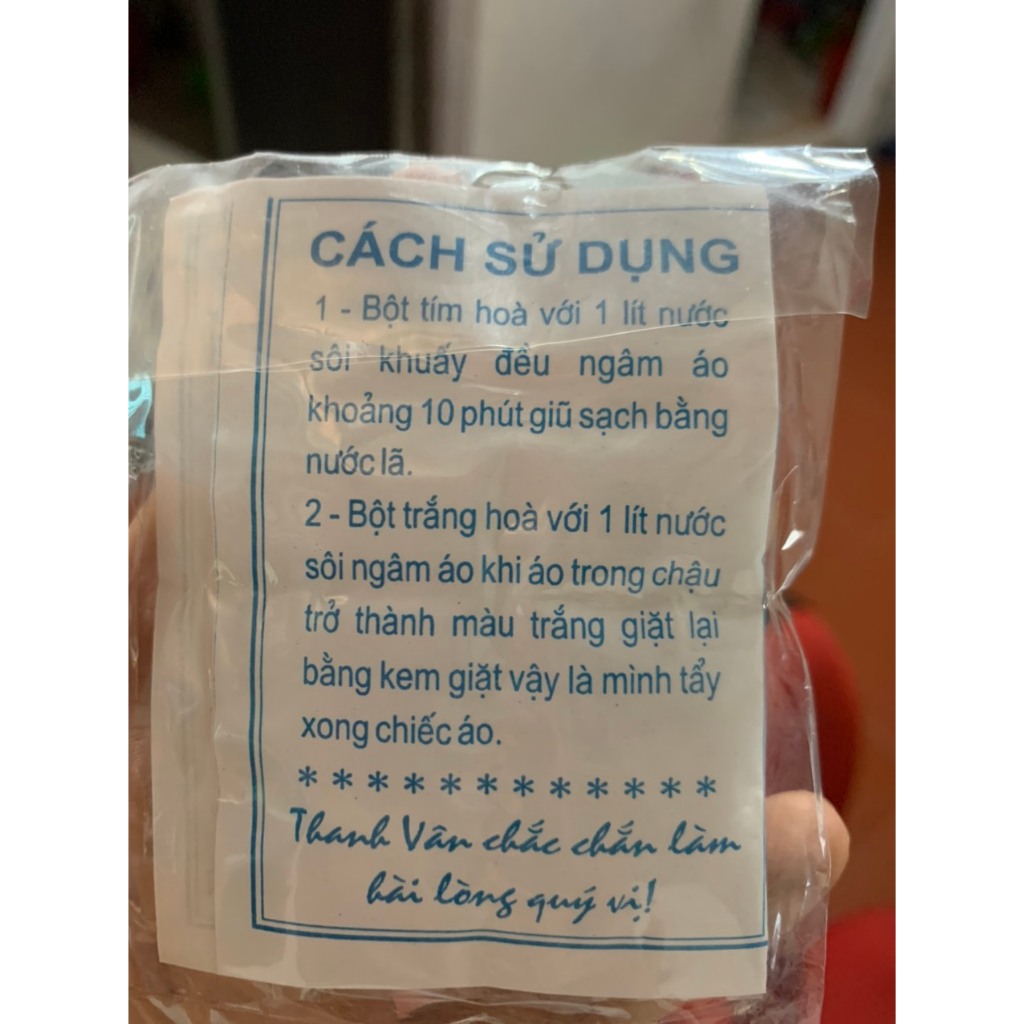 CÁCH SỬ DỤNG
1 - Bột tím hoà với 1 lít nước
sôi khuấy đều ngâm áo
khoảng 10 phút giũ sạch bằng
nước lã.
2 - Bột trắng hoà với 1 lít nước
sôi ngâm áo khi áo trong chậu
trở thành màu trắng giặt lại
bằng kem giặt vậy là mình tẩy
xong chiếc áo.
* * * * * * * * * * * *
Thanh Vân chắc chắn làm
hài lòng quý vị!